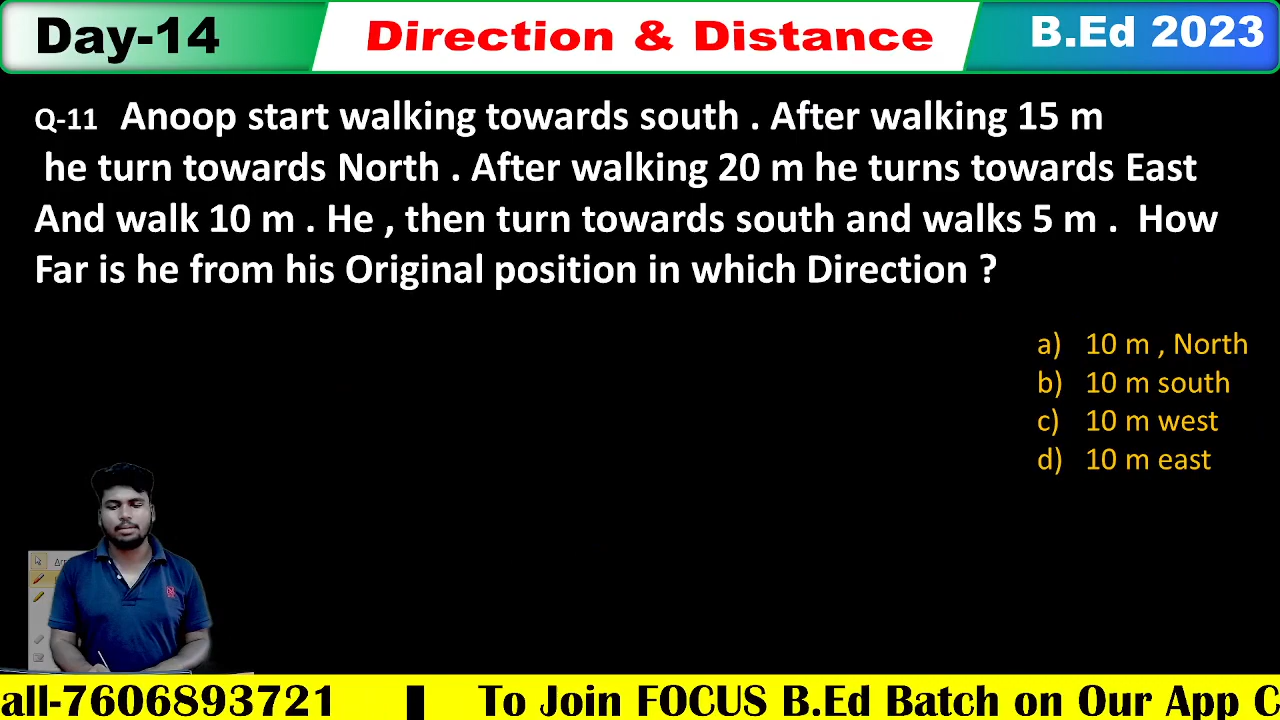 Day-14
Direction & Distance
B.Ed 2023
Q-11 Anoop start walking towards south . After walking 15 m
he turn towards North . After walking 20 m he turns towards East
And walk 10 m . He , then turn towards south and walks 5 m . How
Far is he from his Original position in which Direction ?
a) 10 m , North
b) 10 m south
c) 10 m west
d) 10 m east
all-7606893721 To Join FOCUS B.Ed Batch on Our App C